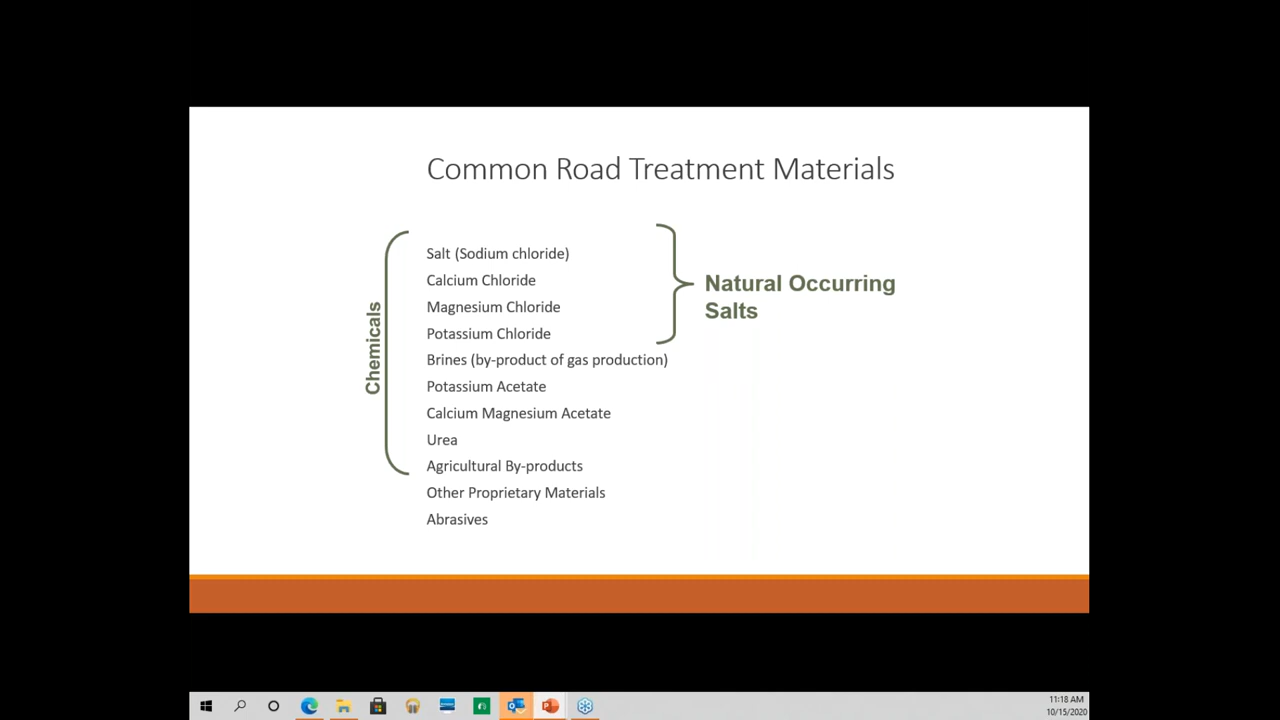 Common Road Treatment Materials
Chemicals
Salt (Sodium chloride)
Calcium Chloride
Magnesium Chloride
Potassium Chloride
Brines (by-product of gas production)
Potassium Acetate
Calcium Magnesium Acetate
Urea
Agricultural By-products
Other Proprietary Materials
Abrasives
Natural Occurring
Salts
11:18 AM
10/15/2020